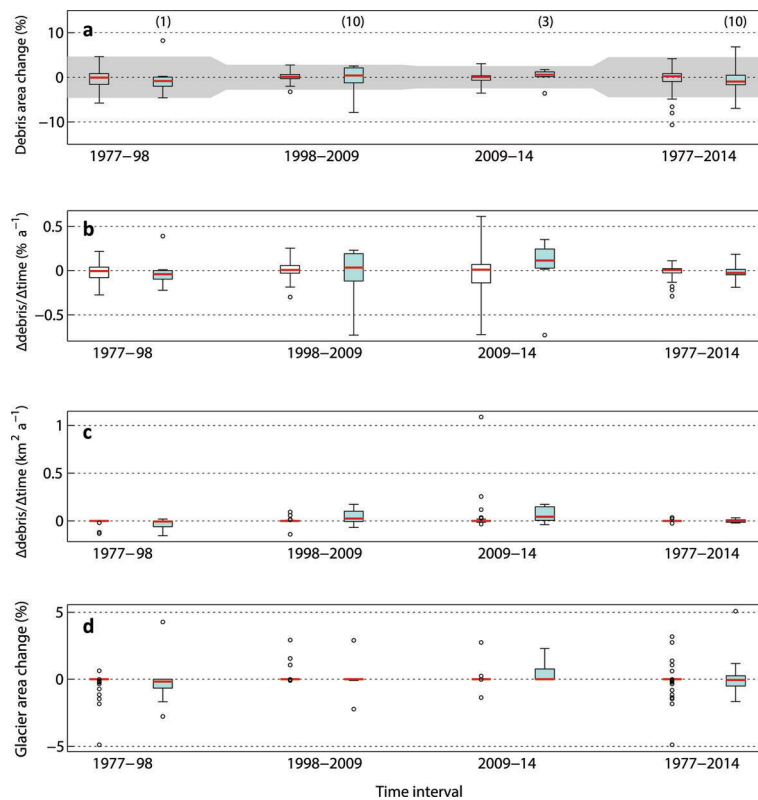 a
(1) (10) (3) (10)
Debris area change (%)
10
0
−10
1977−98 1998−2009 2009−14 1977−2014
b
Δdebris/Δtime (% a⁻¹)
0.5
0
−0.5
1977−98 1998−2009 2009−14 1977−2014
c
Δdebris/Δtime (km² a⁻¹)
1
0.5
0
1977−98 1998−2009 2009−14 1977−2014
d
Glacier area change (%)
5
0
−5
1977−98 1998−2009 2009−14 1977−2014
Time interval